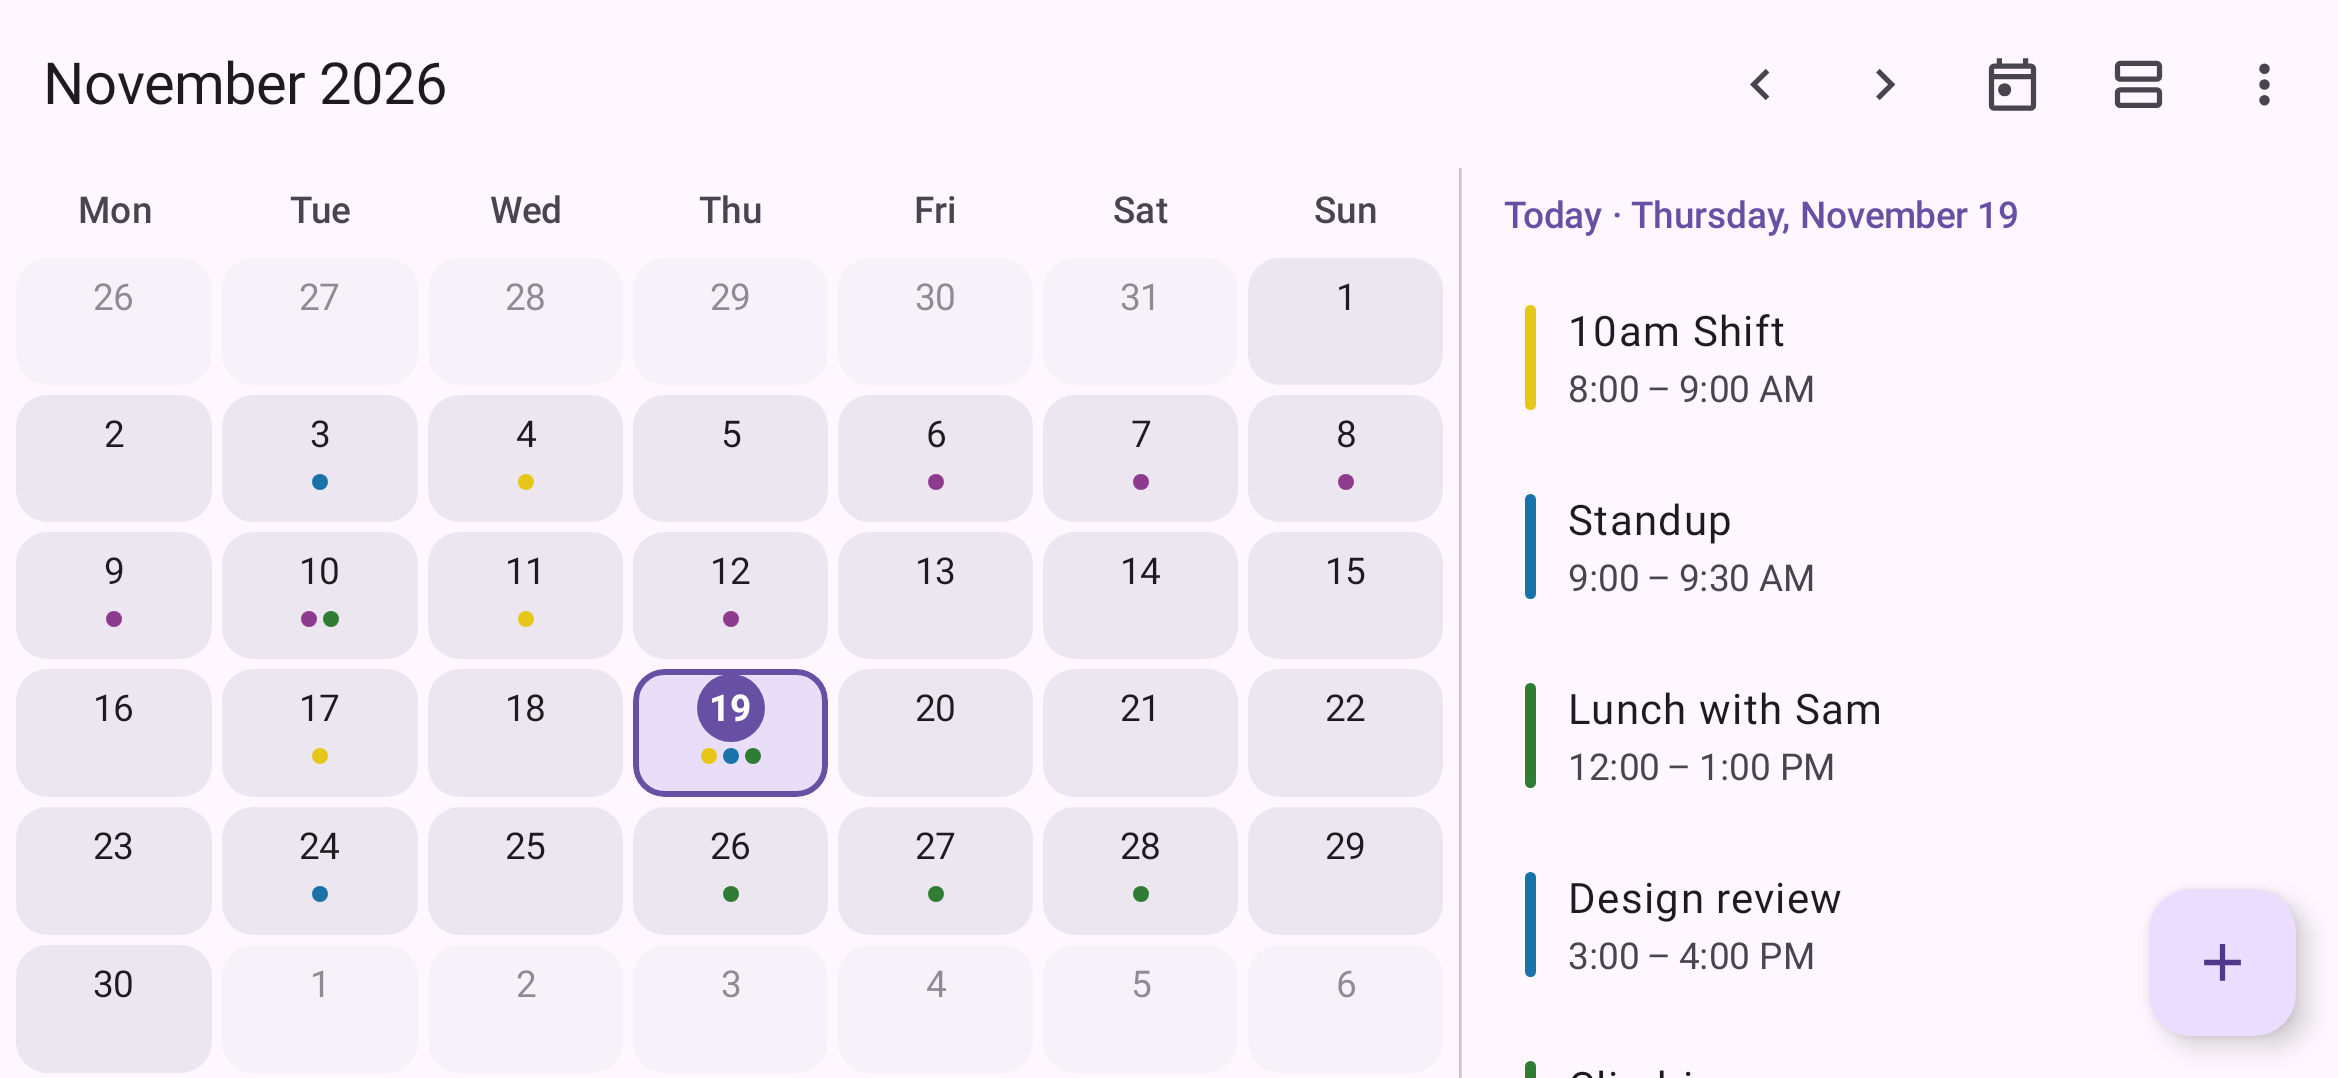 November 2026
Mon Tue Wed Thu Fri Sat Sun
26 27 28 29 30 31 1
2 3 4 5 6 7 8
9 10 11 12 13 14 15
16 17 18 19 20 21 22
23 24 25 26 27 28 29
30 1 2 3 4 5 6
Today · Thursday, November 19
10am Shift
8:00 – 9:00 AM
Standup
9:00 – 9:30 AM
Lunch with Sam
12:00 – 1:00 PM
Design review
3:00 – 4:00 PM